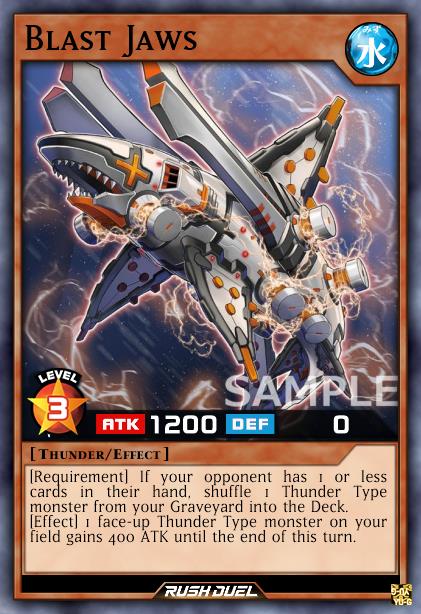 Blast Jaws
みず
水
SAMPLE
LEVEL
3
ATK 1200 DEF 0
[Thunder/Effect]
[Requirement] If your opponent has 1 or less
cards in their hand, shuffle 1 Thunder Type
monster from your Graveyard into the Deck.
[Effect] 1 face-up Thunder Type monster on your
field gains 400 ATK until the end of this turn.
RUSH DUEL